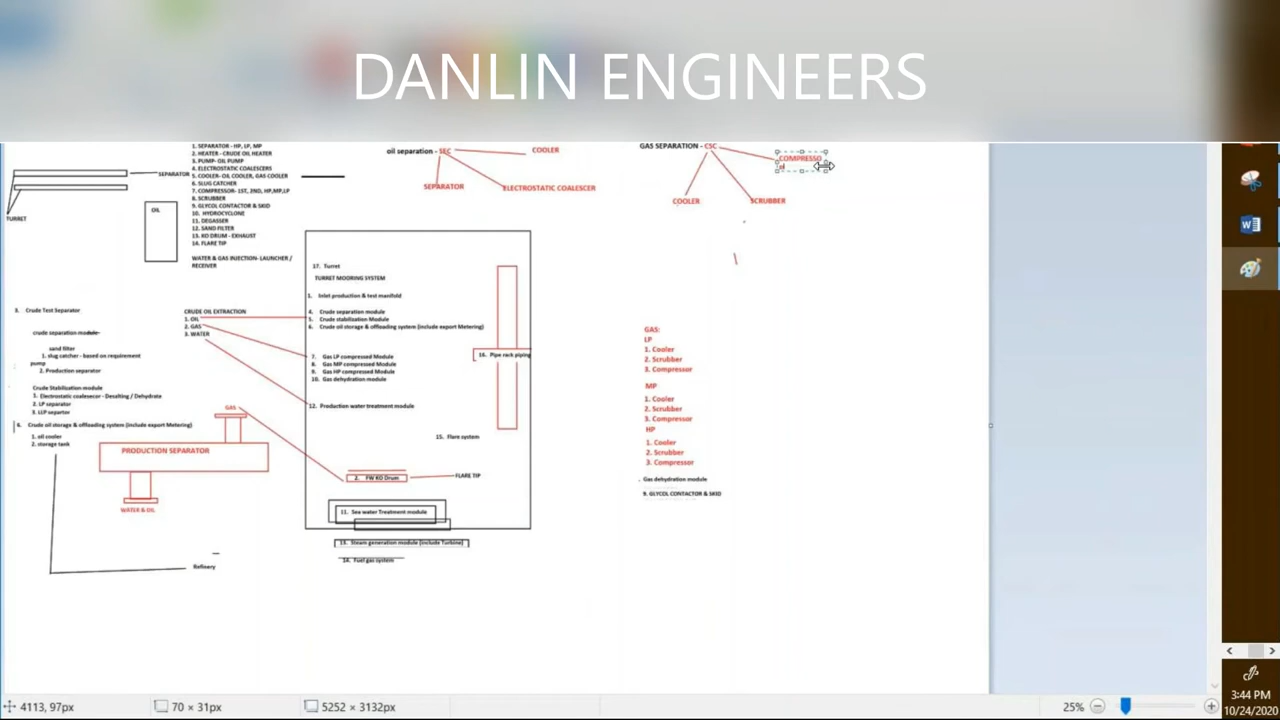 DANLIN ENGINEERS
1. SEPARATOR - HP, LP, MP
2. HEATER - CRUDE OIL HEATER
3. PUMP- OIL PUMP
4. ELECTROSTATIC COALESCERS
5. COOLER- OIL COOLER, GAS COOLER
6. SLUG CATCHER
7. COMPRESSOR- 1ST, 2ND, HP,MP,LP
8. SCRUBBER
9. GLYCOL CONTACTOR & SKID
10. HYDROCYCLONE
11. DEGASSER
12. SAND FILTER
13. KO DRUM - EXHAUST
14. FLARE TIP
WATER & GAS INJECTION- LAUNCHER /
RECEIVER
SEPARATOR
TURRET
OIL
oil separation - SEC
COOLER
SEPARATOR
ELECTROSTATIC COALESCER
GAS SEPARATION - CSC
COMPRESSO
COOLER
SCRUBBER
17. Turret
TURRET MOORING SYSTEM
1. Inlet production & test manifold
4. Crude separation module
5. Crude stabilization Module
6. Crude oil storage & offloading system (include export Metering)
7. Gas LP compressed Module
8. Gas MP compressed Module
9. Gas HP compressed Module
10. Gas dehydration module
12. Production water treatment module
16. Pipe rack piping
15. Flare system
2. FW KO Drum
FLARE TIP
11. Sea water Treatment module
13. Steam generation module (include Turbine)
14. Fuel gas system
3. Crude Test Separator
crude separation module
sand filter
1. slug catcher - based on requirement
pump
2. Production separator
Crude Stabilization module
1. Electrostatic coalesecor - Desalting / Dehydrate
2. LP separator
3. LLP separtor
6. Crude oil storage & offloading system (include export Metering)
1. oil cooler
2. storage tank
CRUDE OIL EXTRACTION
1. OIL
2. GAS
3. WATER
GAS
PRODUCTION SEPARATOR
WATER & OIL
Refinery
GAS:
LP
1. Cooler
2. Scrubber
3. Compressor
MP
1. Cooler
2. Scrubber
3. Compressor
HP
1. Cooler
2. Scrubber
3. Compressor
. Gas dehydration module
9. GLYCOL CONTACTOR & SKID
4113, 97px
70 × 31px
5252 × 3132px
25%
3:44 PM
10/24/2020